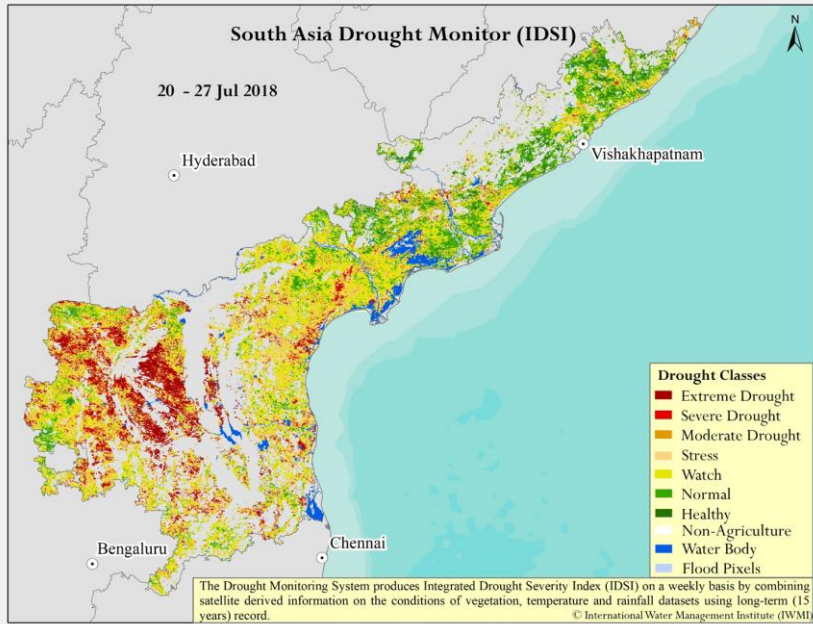 South Asia Drought Monitor (IDSI)
N
20 - 27 Jul 2018
Hyderabad
Vishakhapatnam
Drought Classes
Extreme Drought
Severe Drought
Moderate Drought
Stress
Watch
Normal
Healthy
Non-Agriculture
Water Body
Flood Pixels
Bengaluru
Chennai
The Drought Monitoring System produces Integrated Drought Severity Index (IDSI) on a weekly basis by combining
satellite derived information on the conditions of vegetation, temperature and rainfall datasets using long-term (15
years) record.
© International Water Management Institute (IWMI)